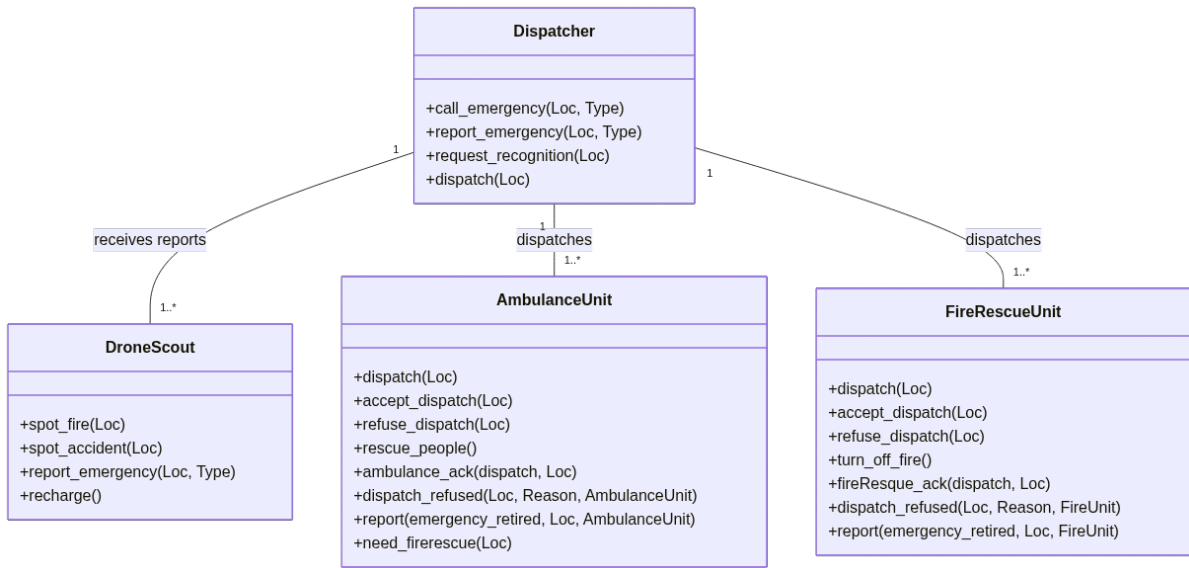 Dispatcher
+call_emergency(Loc, Type)
+report_emergency(Loc, Type)
+request_recognition(Loc)
+dispatch(Loc)
1
1
1
receives reports
dispatches
dispatches
1..*
1..*
1..*
DroneScout
+spot_fire(Loc)
+spot_accident(Loc)
+report_emergency(Loc, Type)
+recharge()
AmbulanceUnit
+dispatch(Loc)
+accept_dispatch(Loc)
+refuse_dispatch(Loc)
+rescue_people()
+ambulance_ack(dispatch, Loc)
+dispatch_refused(Loc, Reason, AmbulanceUnit)
+report(emergency_retired, Loc, AmbulanceUnit)
+need_firerescue(Loc)
FireRescueUnit
+dispatch(Loc)
+accept_dispatch(Loc)
+refuse_dispatch(Loc)
+turn_off_fire()
+fireResque_ack(dispatch, Loc)
+dispatch_refused(Loc, Reason, FireUnit)
+report(emergency_retired, Loc, FireUnit)